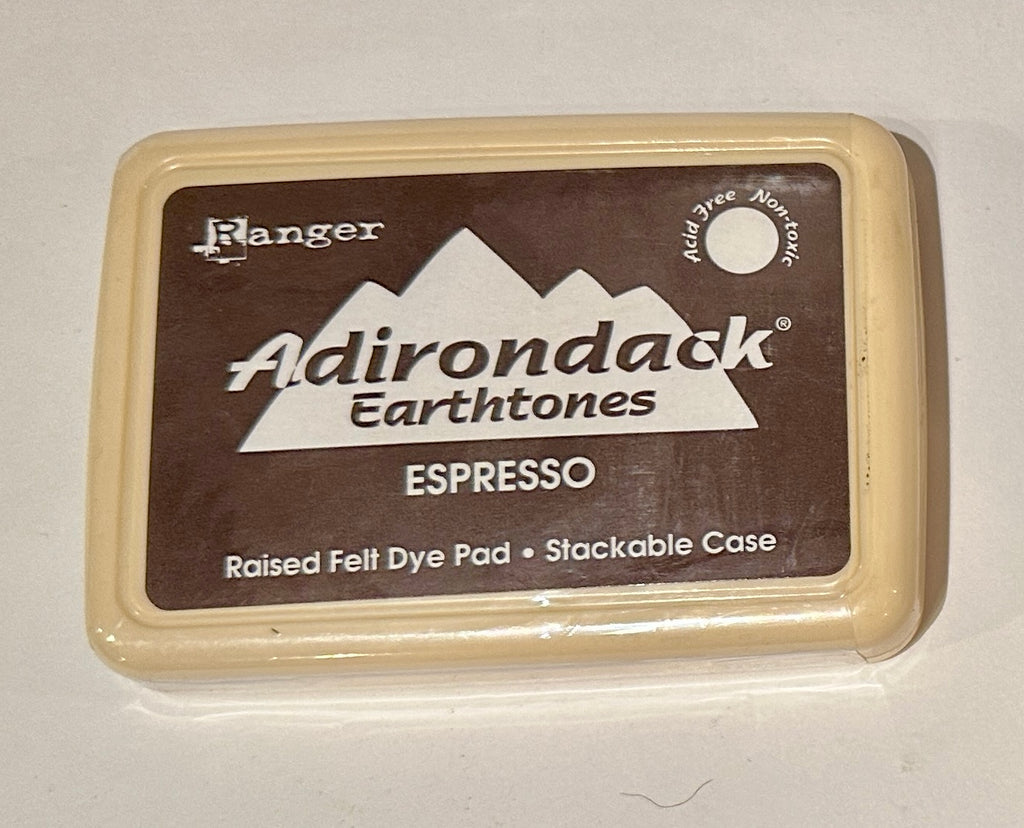 Ranger
Acid Free Non-toxic
Adirondack®
Earthtones
ESPRESSO
Raised Felt Dye Pad • Stackable Case